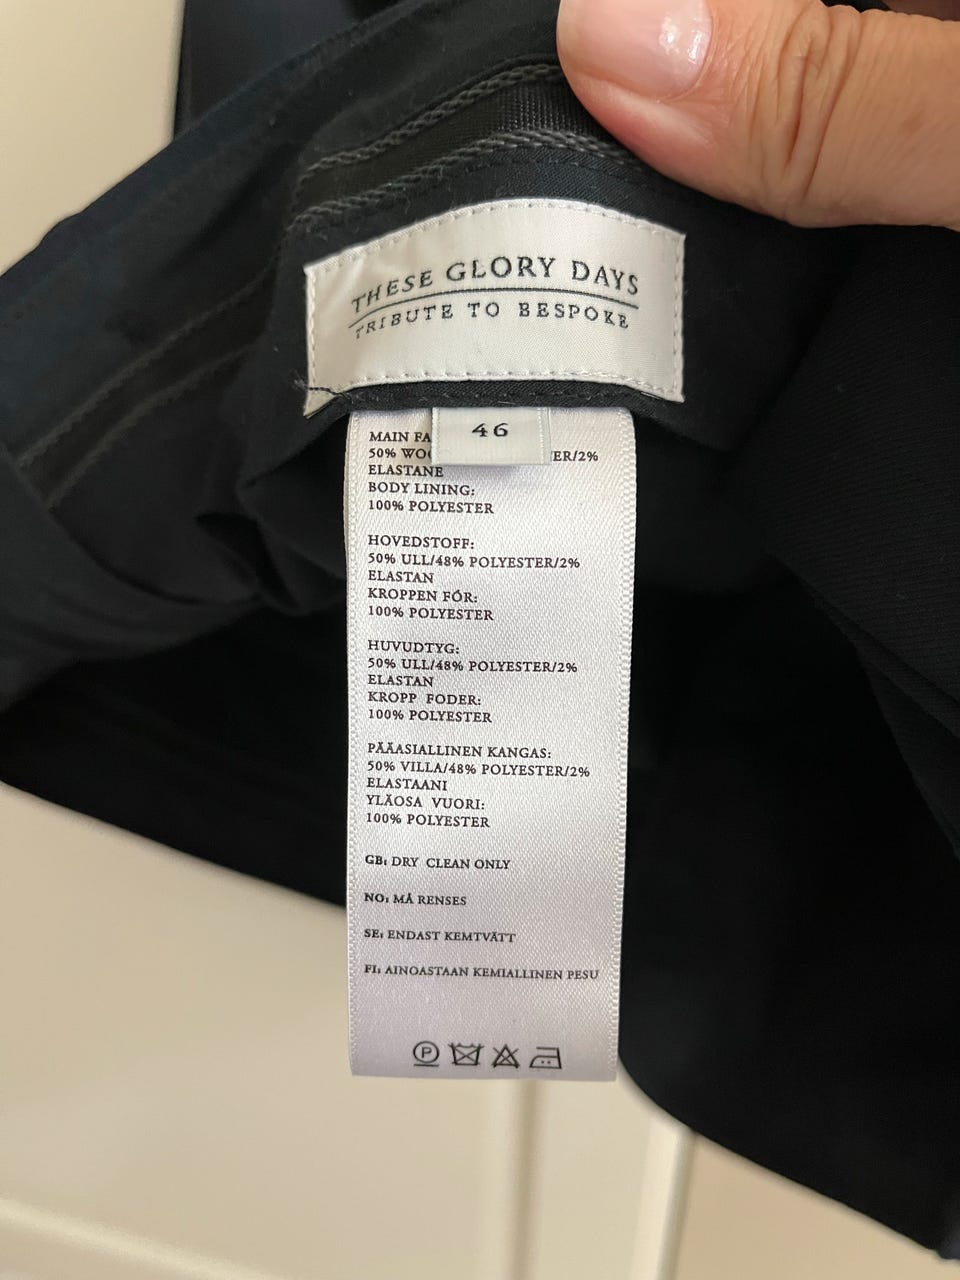 THESE GLORY DAYS
TRIBUTE TO BESPOKE
46
MAIN FA
50% WO ER/2%
ELASTANE
BODY LINING:
100% POLYESTER
HOVEDSTOFF:
50% ULL/48% POLYESTER/2%
ELASTAN
KROPPEN FÓR:
100% POLYESTER
HUVUDTYG:
50% ULL/48% POLYESTER/2%
ELASTAN
KROPP FODER:
100% POLYESTER
PÄÄASIALLINEN KANGAS:
50% VILLA/48% POLYESTER/2%
ELASTAANI
YLÄOSA VUORI:
100% POLYESTER
GB: DRY CLEAN ONLY
NO: MÅ RENSES
SE: ENDAST KEMTVÄTT
FI: AINOASTAAN KEMIALLINEN PESU
P